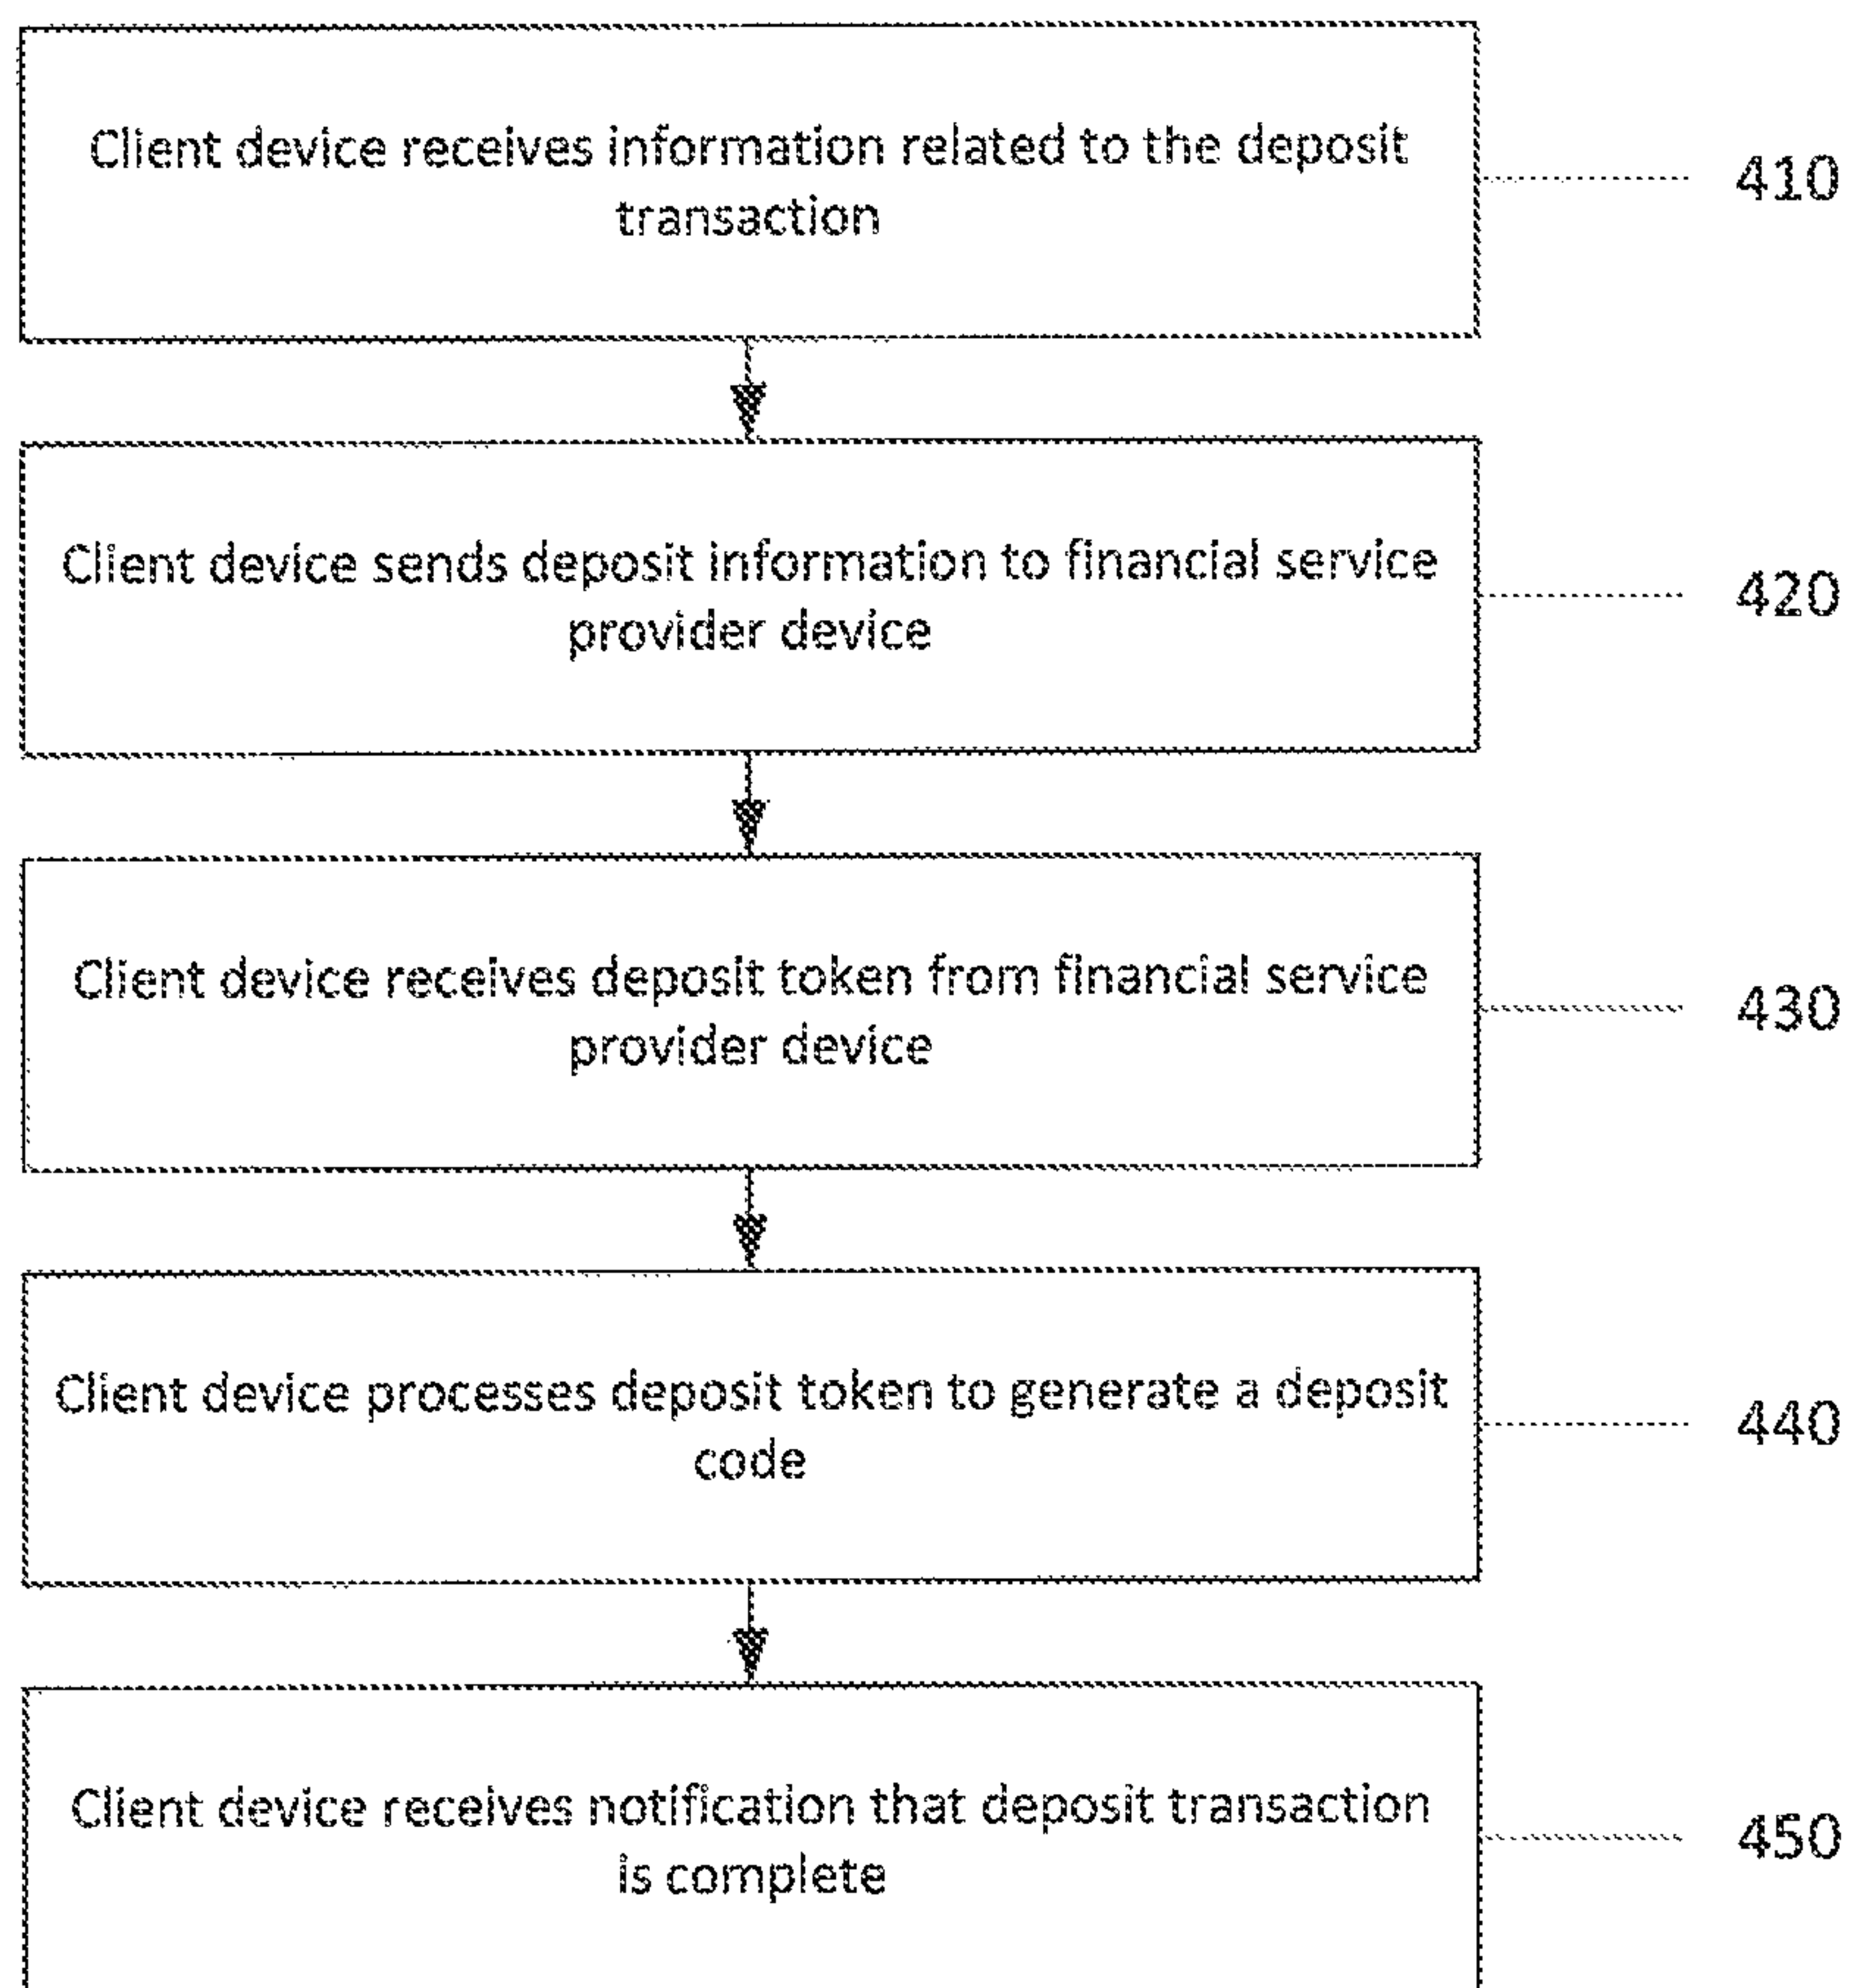 Client device receives information related to the deposit
transaction
410
Client device sends deposit information to financial service
provider device
420
Client device receives deposit token from financial service
provider device
430
Client device processes deposit token to generate a deposit
code
440
Client device receives notification that deposit transaction
is complete
450